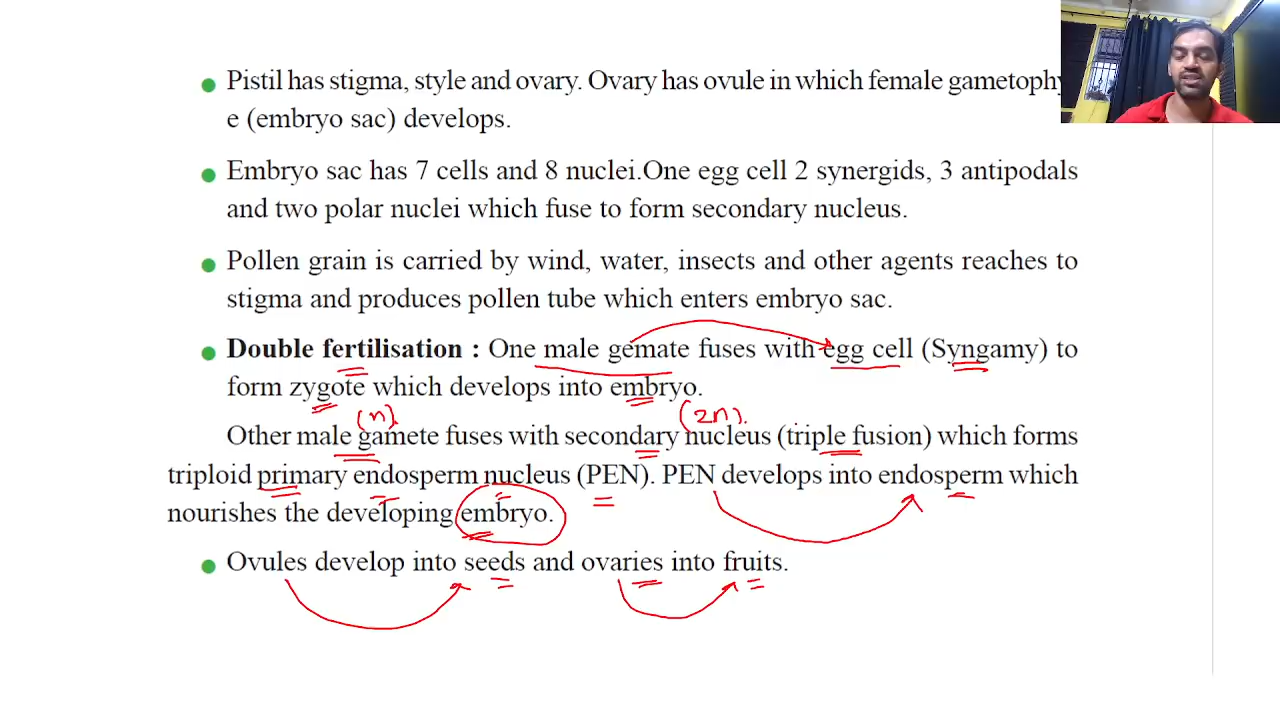 Pistil has stigma, style and ovary. Ovary has ovule in which female gametophy
e (embryo sac) develops.
Embryo sac has 7 cells and 8 nuclei.One egg cell 2 synergids, 3 antipodals
and two polar nuclei which fuse to form secondary nucleus.
Pollen grain is carried by wind, water, insects and other agents reaches to
stigma and produces pollen tube which enters embryo sac.
Double fertilisation : One male gemate fuses with egg cell (Syngamy) to
form zygote which develops into embryo.
(n) (2n)
Other male gamete fuses with secondary nucleus (triple fusion) which forms
triploid primary endosperm nucleus (PEN). PEN develops into endosperm which
nourishes the developing embryo.
Ovules develop into seeds and ovaries into fruits.